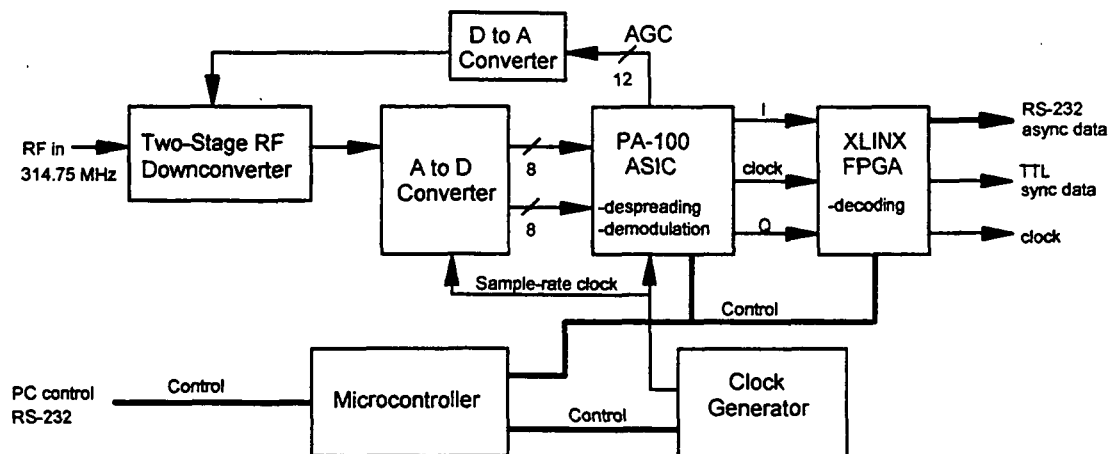 D to A
Converter
AGC
12
RF in
314.75 MHz
Two-Stage RF
Downconverter
A to D
Converter
8
8
PA-100
ASIC
-despreading
-demodulation
I
clock
Q
XLINX
FPGA
-decoding
RS-232
async data
TTL
sync data
clock
Sample-rate clock
Control
PC control
RS-232
Control
Microcontroller
Control
Clock
Generator